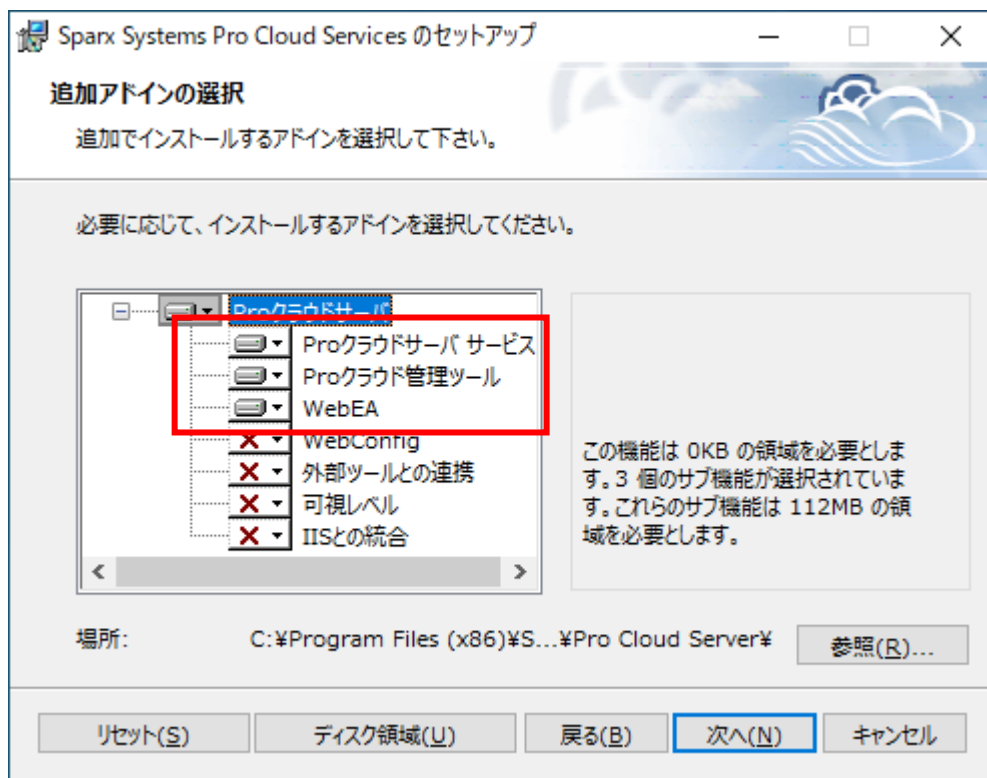 Sparx Systems Pro Cloud Services のセットアップ
追加アドインの選択
追加でインストールするアドインを選択して下さい。
必要に応じて、インストールするアドインを選択してください。
Proクラウドサーバ
Proクラウドサーバ サービス
Proクラウド管理ツール
WebEA
WebConfig
外部ツールとの連携
可視レベル
IISとの統合
この機能は 0KB の領域を必要としま
す。3 個のサブ機能が選択されていま
す。これらのサブ機能は 112MB の領
域を必要とします。
場所: C:¥Program Files (x86)¥S...¥Pro Cloud Server¥ 参照(R)...
リセット(S) ディスク領域(U) 戻る(B) 次へ(N) キャンセル